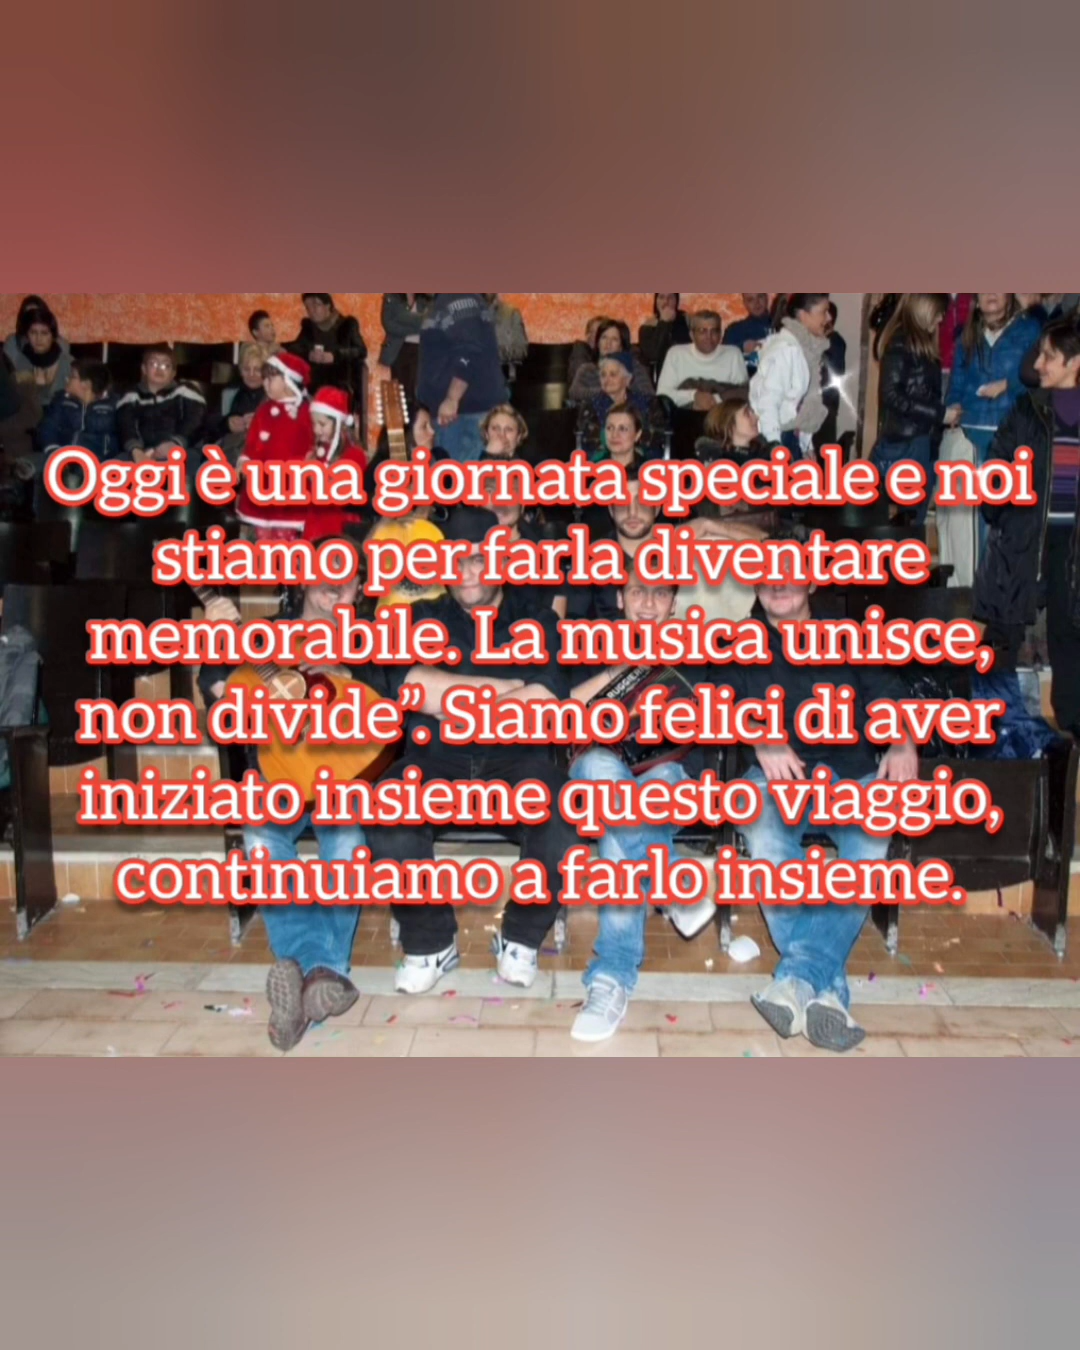 Oggi è una giornata speciale e noi
stiamo per farla diventare
memorabile. La musica unisce,
non divide”. Siamo felici di aver
iniziato insieme questo viaggio,
continuiamo a farlo insieme.
PUMA